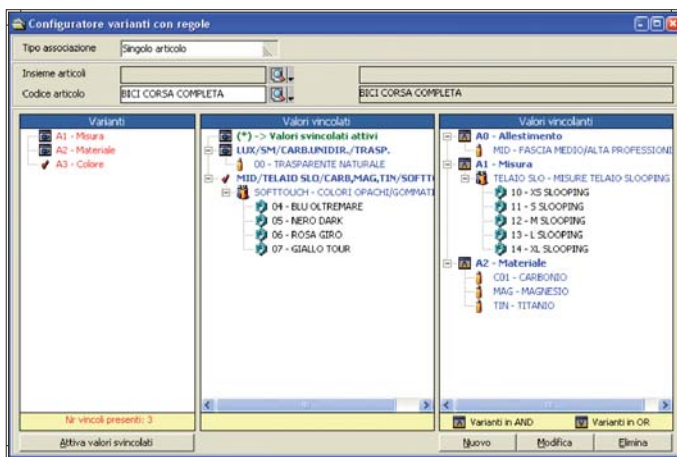 Configuratore varianti con regole
Tipo associazione Singolo articolo
Insieme articoli
Codice articolo BICI CORSA COMPLETA BICI CORSA COMPLETA
Varianti
A1 - Misura
A2 - Materiale
A3 - Colore
Nr vincoli presenti: 3
Attiva valori svincolati
Valori vincolati
(*) -> Valori svincolati attivi
LUX/SM/CARB.UNIDIR./TRASP.
00 - TRASPARENTE NATURALE
MID/TELAIO SLO/CARB,MAG,TIN/SOFTTO
SOFTTOUCH - COLORI OPACHI/GOMMATI
04 - BLU OLTREMARE
05 - NERO DARK
06 - ROSA GIRO
07 - GIALLO TOUR
Valori vincolanti
A0 - Allestimento
MID - FASCIA MEDIO/ALTA PROFESSIONI
A1 - Misura
TELAIO SLO - MISURE TELAIO SLOOPING
10 - XS SLOOPING
11 - S SLOOPING
12 - M SLOOPING
13 - L SLOOPING
14 - XL SLOOPING
A2 - Materiale
C01 - CARBONIO
MAG - MAGNESIO
TIN - TITANIO
Varianti in AND Varianti in OR
Nuovo Modifica Elimina